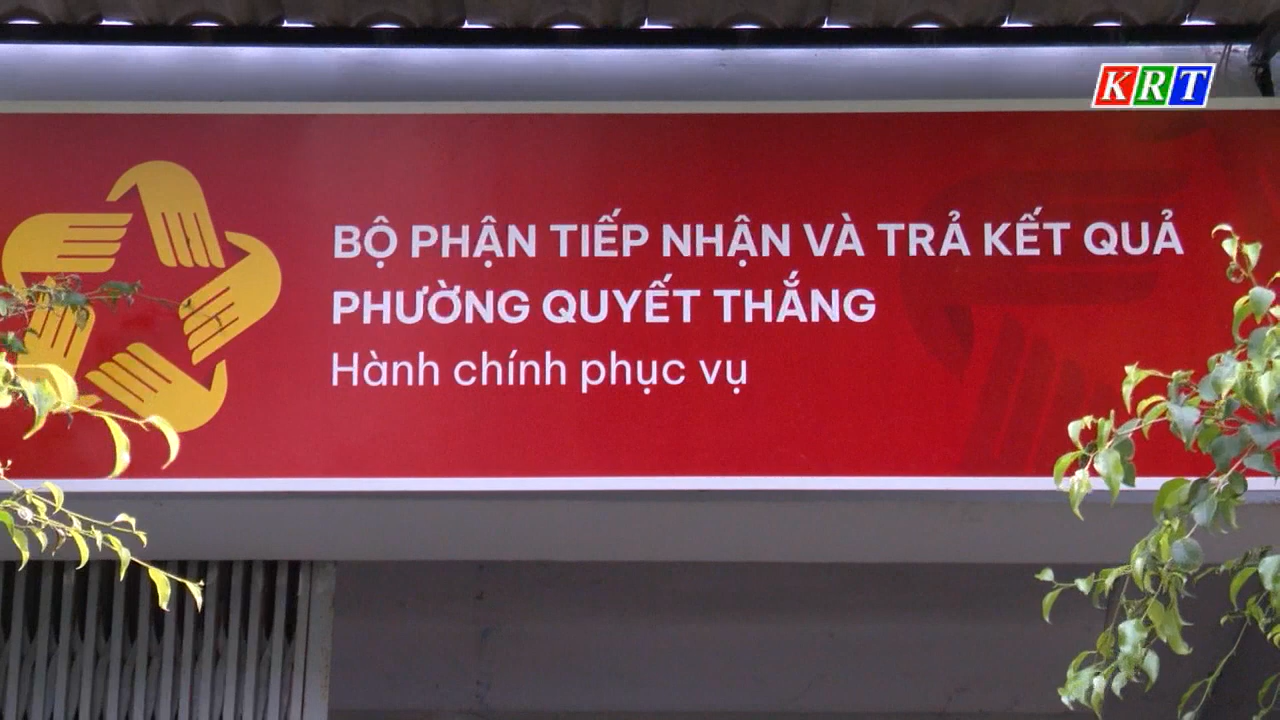 KRT
BỘ PHẬN TIẾP NHẬN VÀ TRẢ KẾT QUẢ
PHƯỜNG QUYẾT THẮNG
Hành chính phục vụ